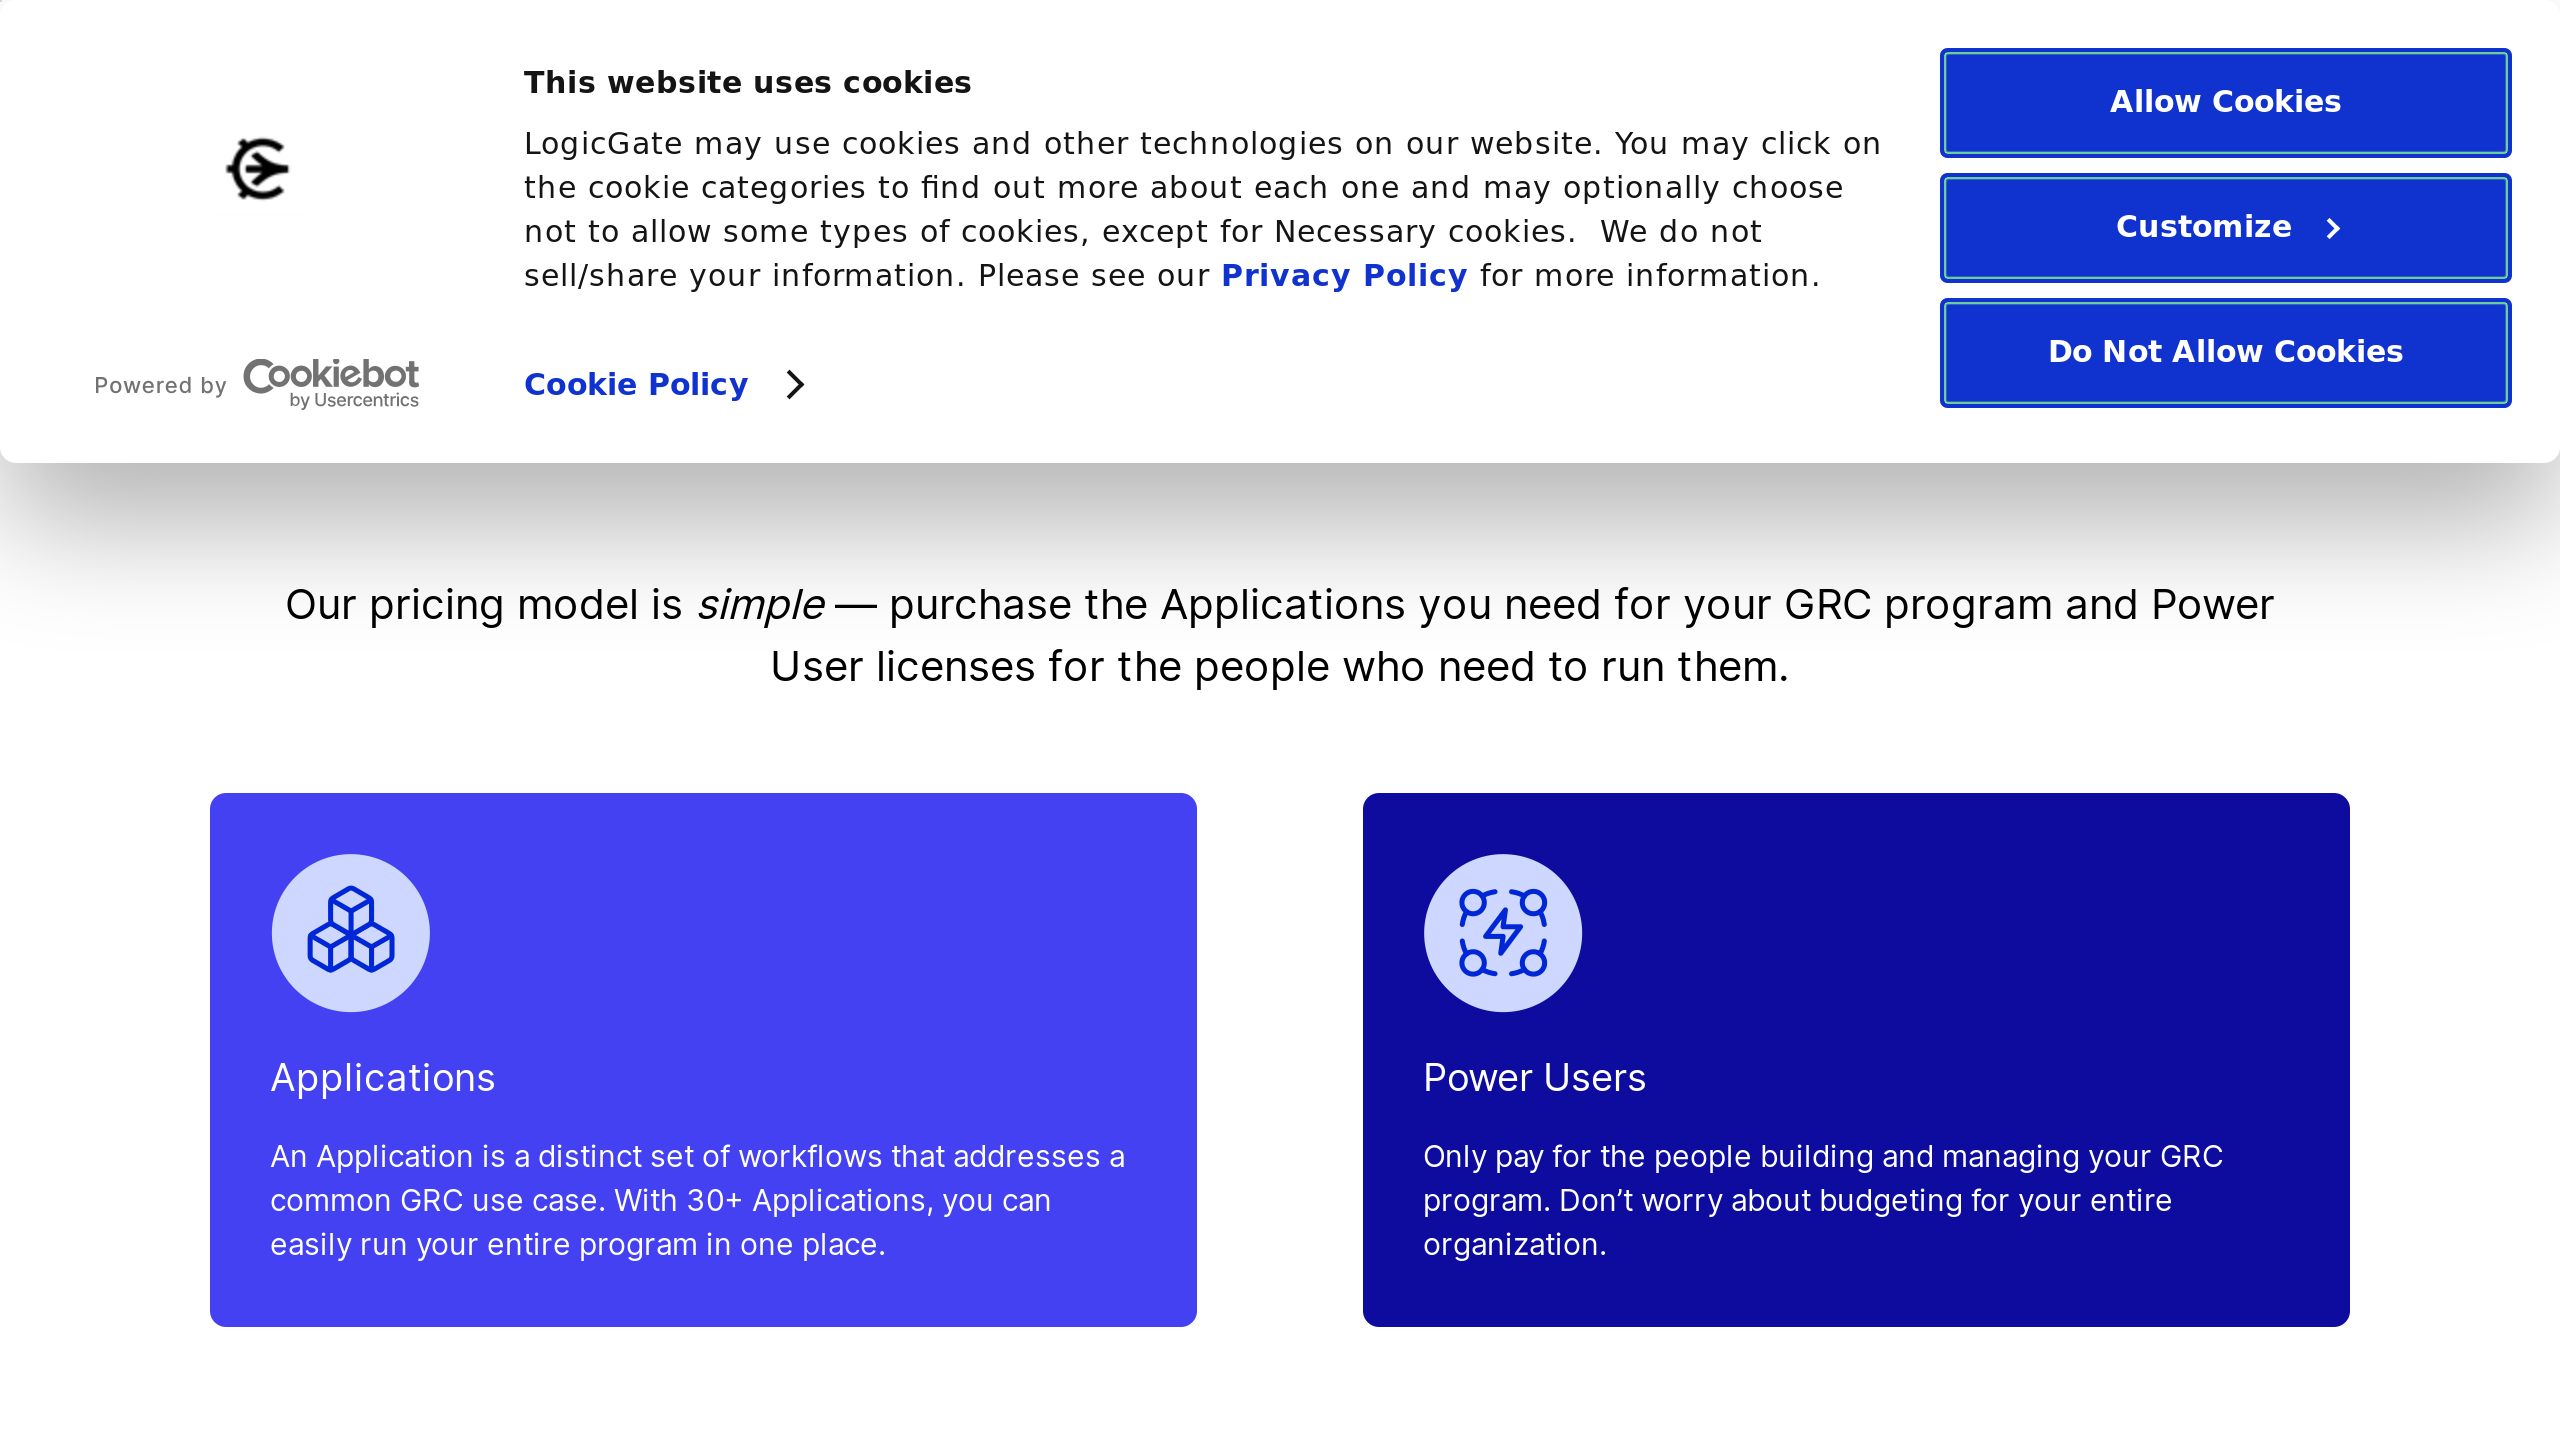 This website uses cookies
LogicGate may use cookies and other technologies on our website. You may click on
the cookie categories to find out more about each one and may optionally choose
not to allow some types of cookies, except for Necessary cookies.  We do not
sell/share your information. Please see our Privacy Policy for more information.
Powered by Cookiebot
by Usercentrics
Cookie Policy
Allow Cookies
Customize
Do Not Allow Cookies
Our pricing model is simple — purchase the Applications you need for your GRC program and Power
User licenses for the people who need to run them.
Applications
An Application is a distinct set of workflows that addresses a
common GRC use case. With 30+ Applications, you can
easily run your entire program in one place.
Power Users
Only pay for the people building and managing your GRC
program. Don’t worry about budgeting for your entire
organization.